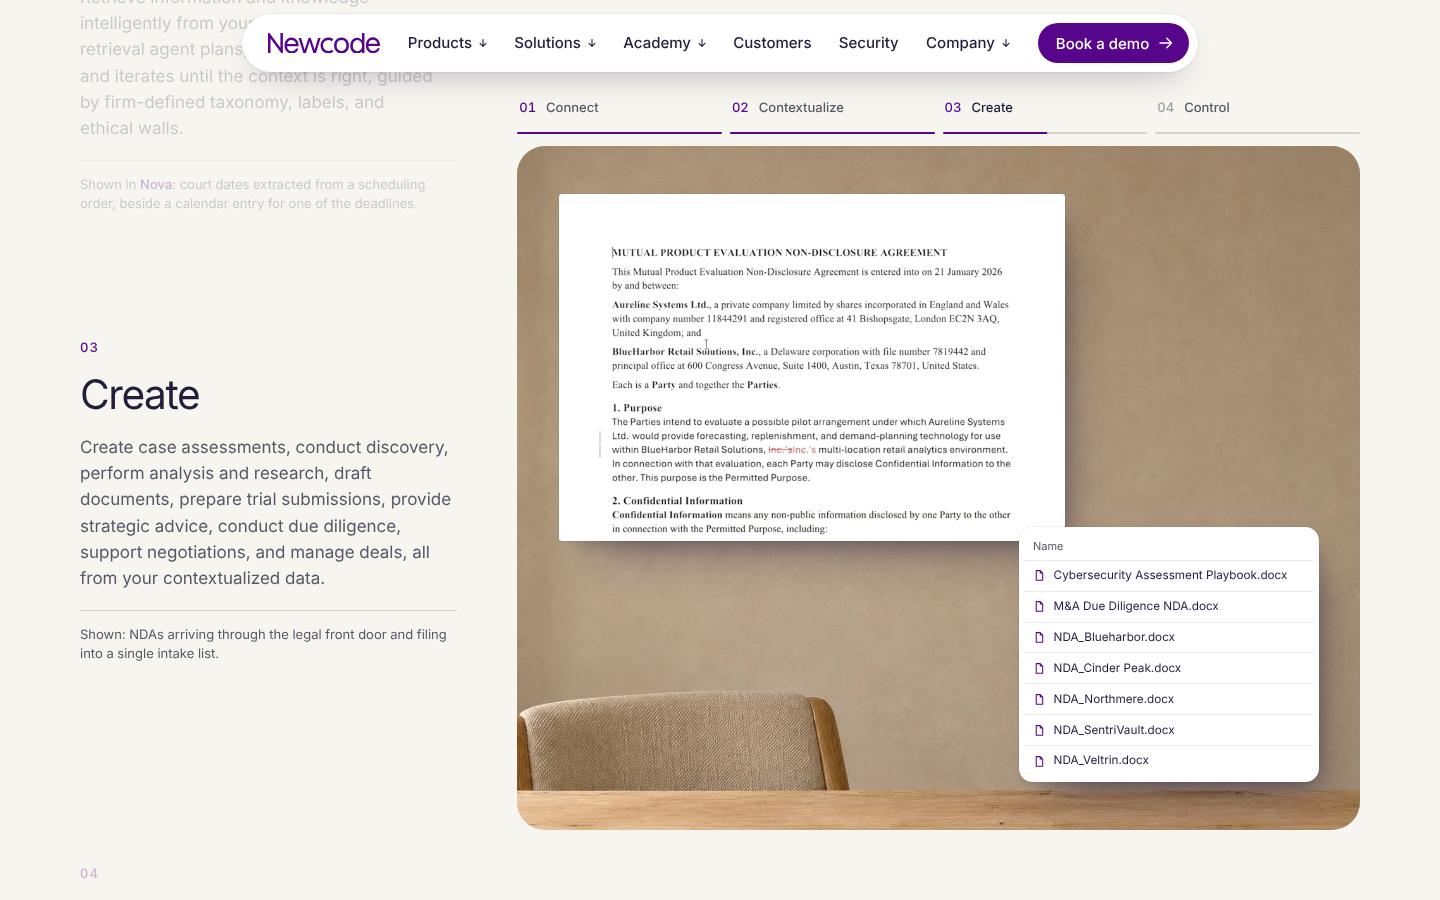 Retrieve information and knowledge
intelligently from your
retrieval agent plans,
and iterates until the context is right, guided
by firm-defined taxonomy, labels, and
ethical walls.
Newcode
Products ↓
Solutions ↓
Academy ↓
Customers
Security
Company ↓
Book a demo →
Shown in Nova: court dates extracted from a scheduling
order, beside a calendar entry for one of the deadlines.
03
Create
Create case assessments, conduct discovery,
perform analysis and research, draft
documents, prepare trial submissions, provide
strategic advice, conduct due diligence,
support negotiations, and manage deals, all
from your contextualized data.
Shown: NDAs arriving through the legal front door and filing
into a single intake list.
04
01 Connect
02 Contextualize
03 Create
04 Control
MUTUAL PRODUCT EVALUATION NON-DISCLOSURE AGREEMENT
This Mutual Product Evaluation Non-Disclosure Agreement is entered into on 21 January 2026
by and between:
Aureline Systems Ltd., a private company limited by shares incorporated in England and Wales
with company number 11844291 and registered office at 41 Bishopsgate, London EC2N 3AQ,
United Kingdom; and
BlueHarbor Retail Solutions, Inc., a Delaware corporation with file number 7819442 and
principal office at 600 Congress Avenue, Suite 1400, Austin, Texas 78701, United States.
Each is a Party and together the Parties.
1. Purpose
The Parties intend to evaluate a possible pilot arrangement under which Aureline Systems
Ltd. would provide forecasting, replenishment, and demand-planning technology for use
within BlueHarbor Retail Solutions, Inc.'sInc.'s multi-location retail analytics environment.
In connection with that evaluation, each Party may disclose Confidential Information to the
other. This purpose is the Permitted Purpose.
2. Confidential Information
Confidential Information means any non-public information disclosed by one Party to the other
in connection with the Permitted Purpose, including:
Name
Cybersecurity Assessment Playbook.docx
M&A Due Diligence NDA.docx
NDA_Blueharbor.docx
NDA_Cinder Peak.docx
NDA_Northmere.docx
NDA_SentriVault.docx
NDA_Veltrin.docx